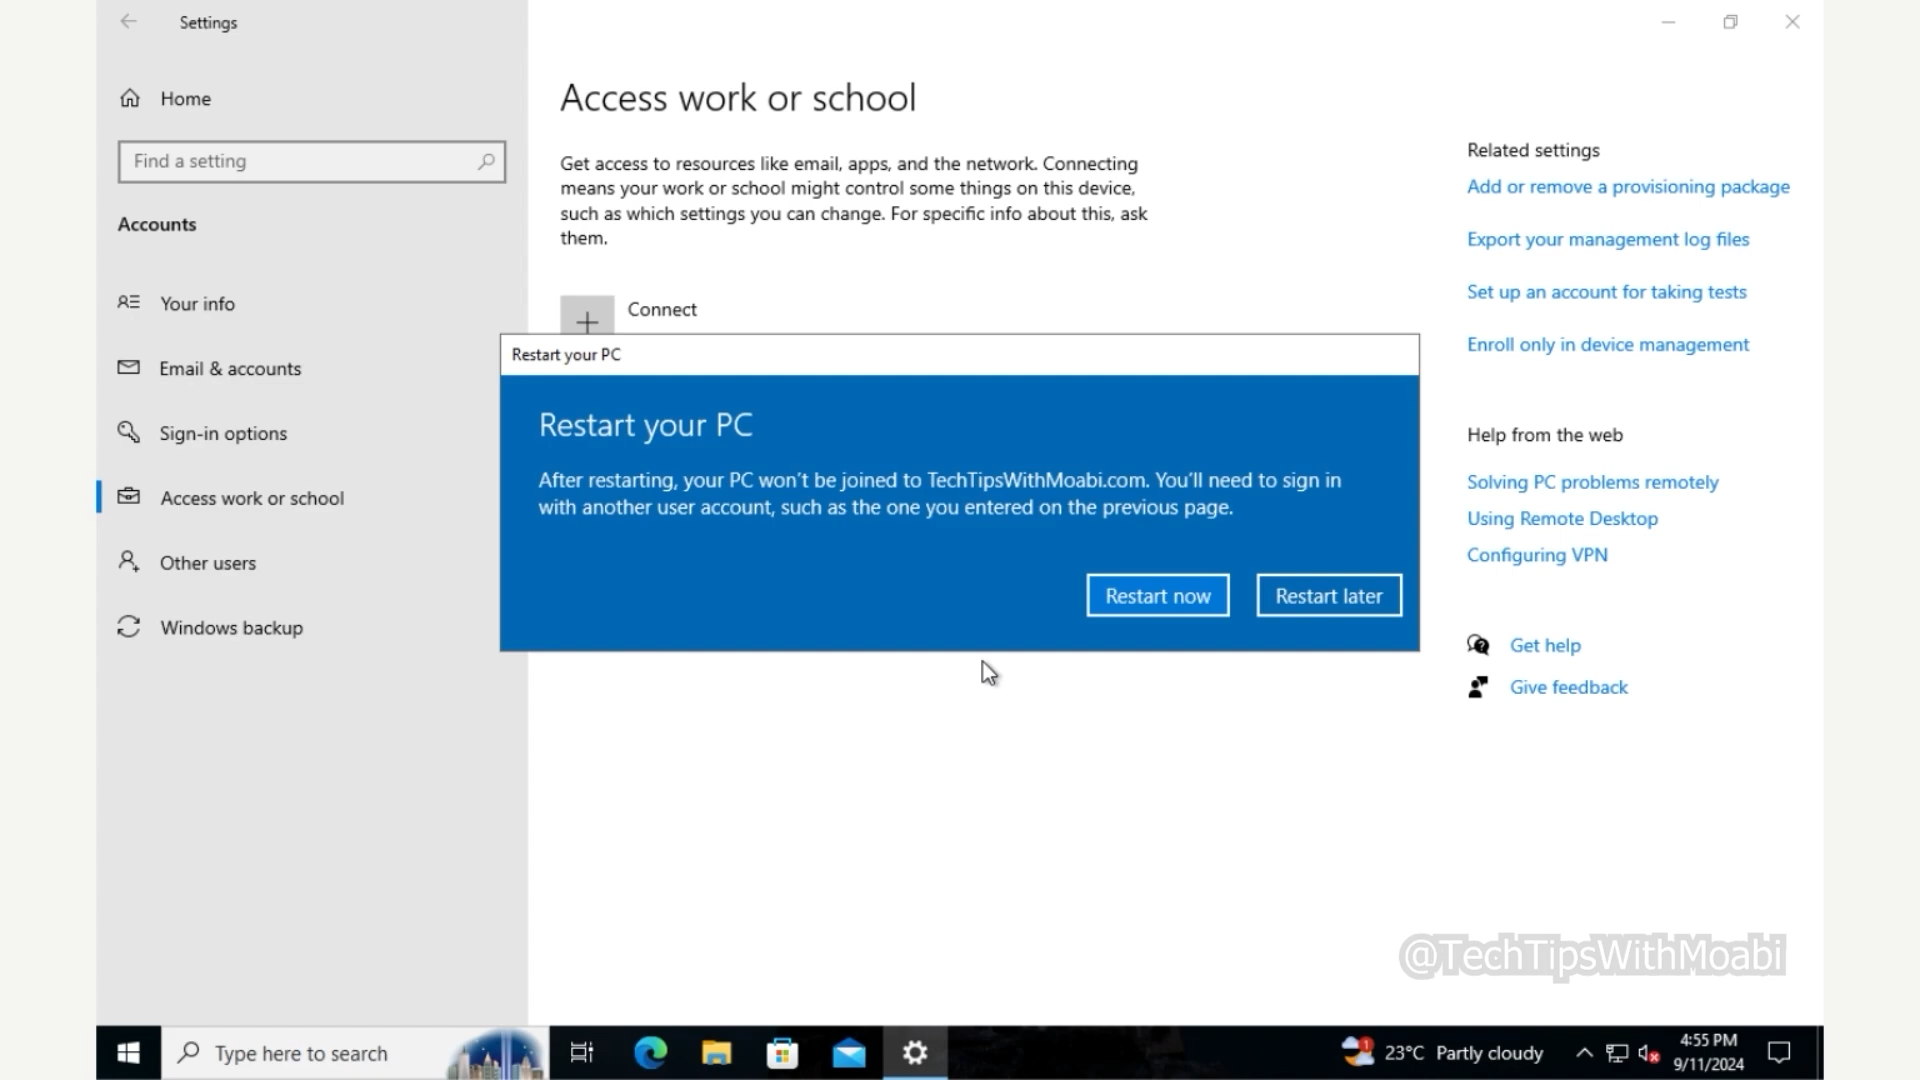 Settings
Home
Find a setting
Accounts
Your info
Email & accounts
Sign-in options
Access work or school
Other users
Windows backup
Access work or school
Get access to resources like email, apps, and the network. Connecting
means your work or school might control some things on this device,
such as which settings you can change. For specific info about this, ask
them.
Connect
Restart your PC
Restart your PC
After restarting, your PC won't be joined to TechTipsWithMoabi.com. You'll need to sign in
with another user account, such as the one you entered on the previous page.
Restart now
Restart later
Related settings
Add or remove a provisioning package
Export your management log files
Set up an account for taking tests
Enroll only in device management
Help from the web
Solving PC problems remotely
Using Remote Desktop
Configuring VPN
Get help
Give feedback
@TechTipsWithMoabi
Type here to search
1
23°C Partly cloudy
4:55 PM
9/11/2024